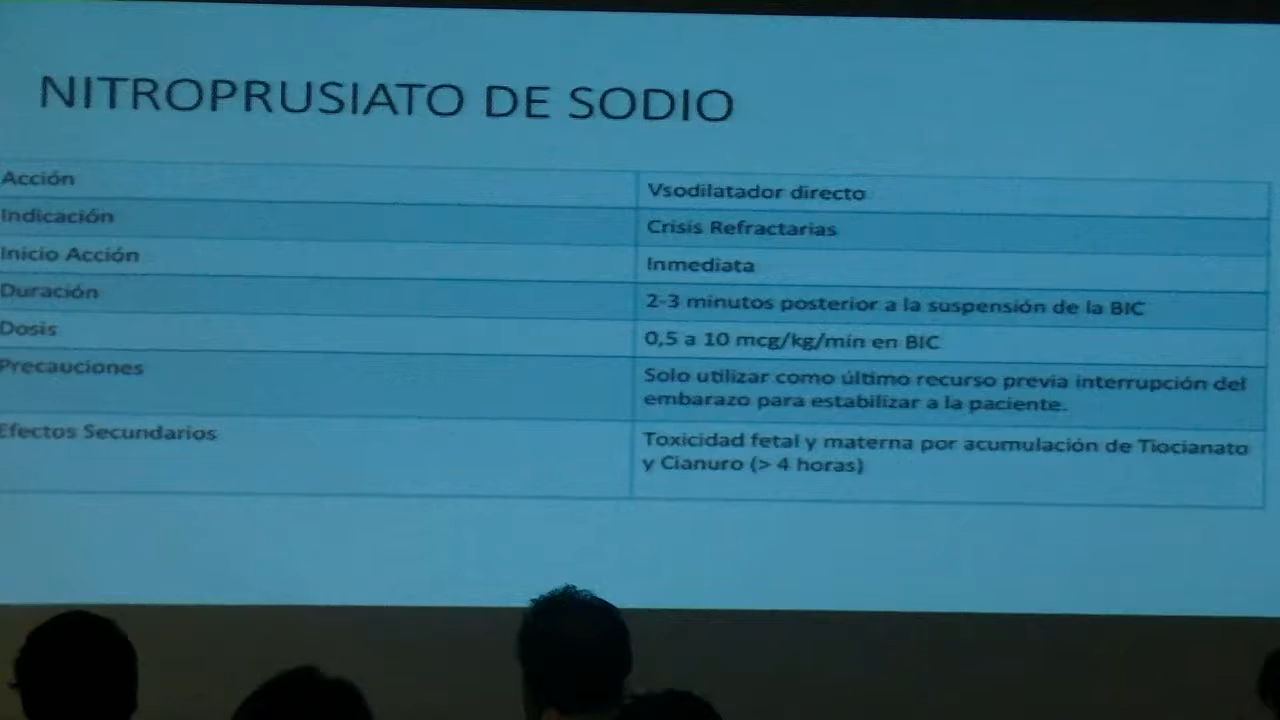 NITROPRUSIATO DE SODIO
Acción
Vsodilatador directo
Indicación
Crisis Refractarias
Inicio Acción
Inmediata
Duración
2-3 minutos posterior a la suspensión de la BIC
Dosis
0,5 a 10 mcg/kg/min en BIC
Precauciones
Solo utilizar como último recurso previa interrupción del
embarazo para estabilizar a la paciente.
Efectos Secundarios
Toxicidad fetal y materna por acumulación de Tiocianato
y Cianuro (> 4 horas)